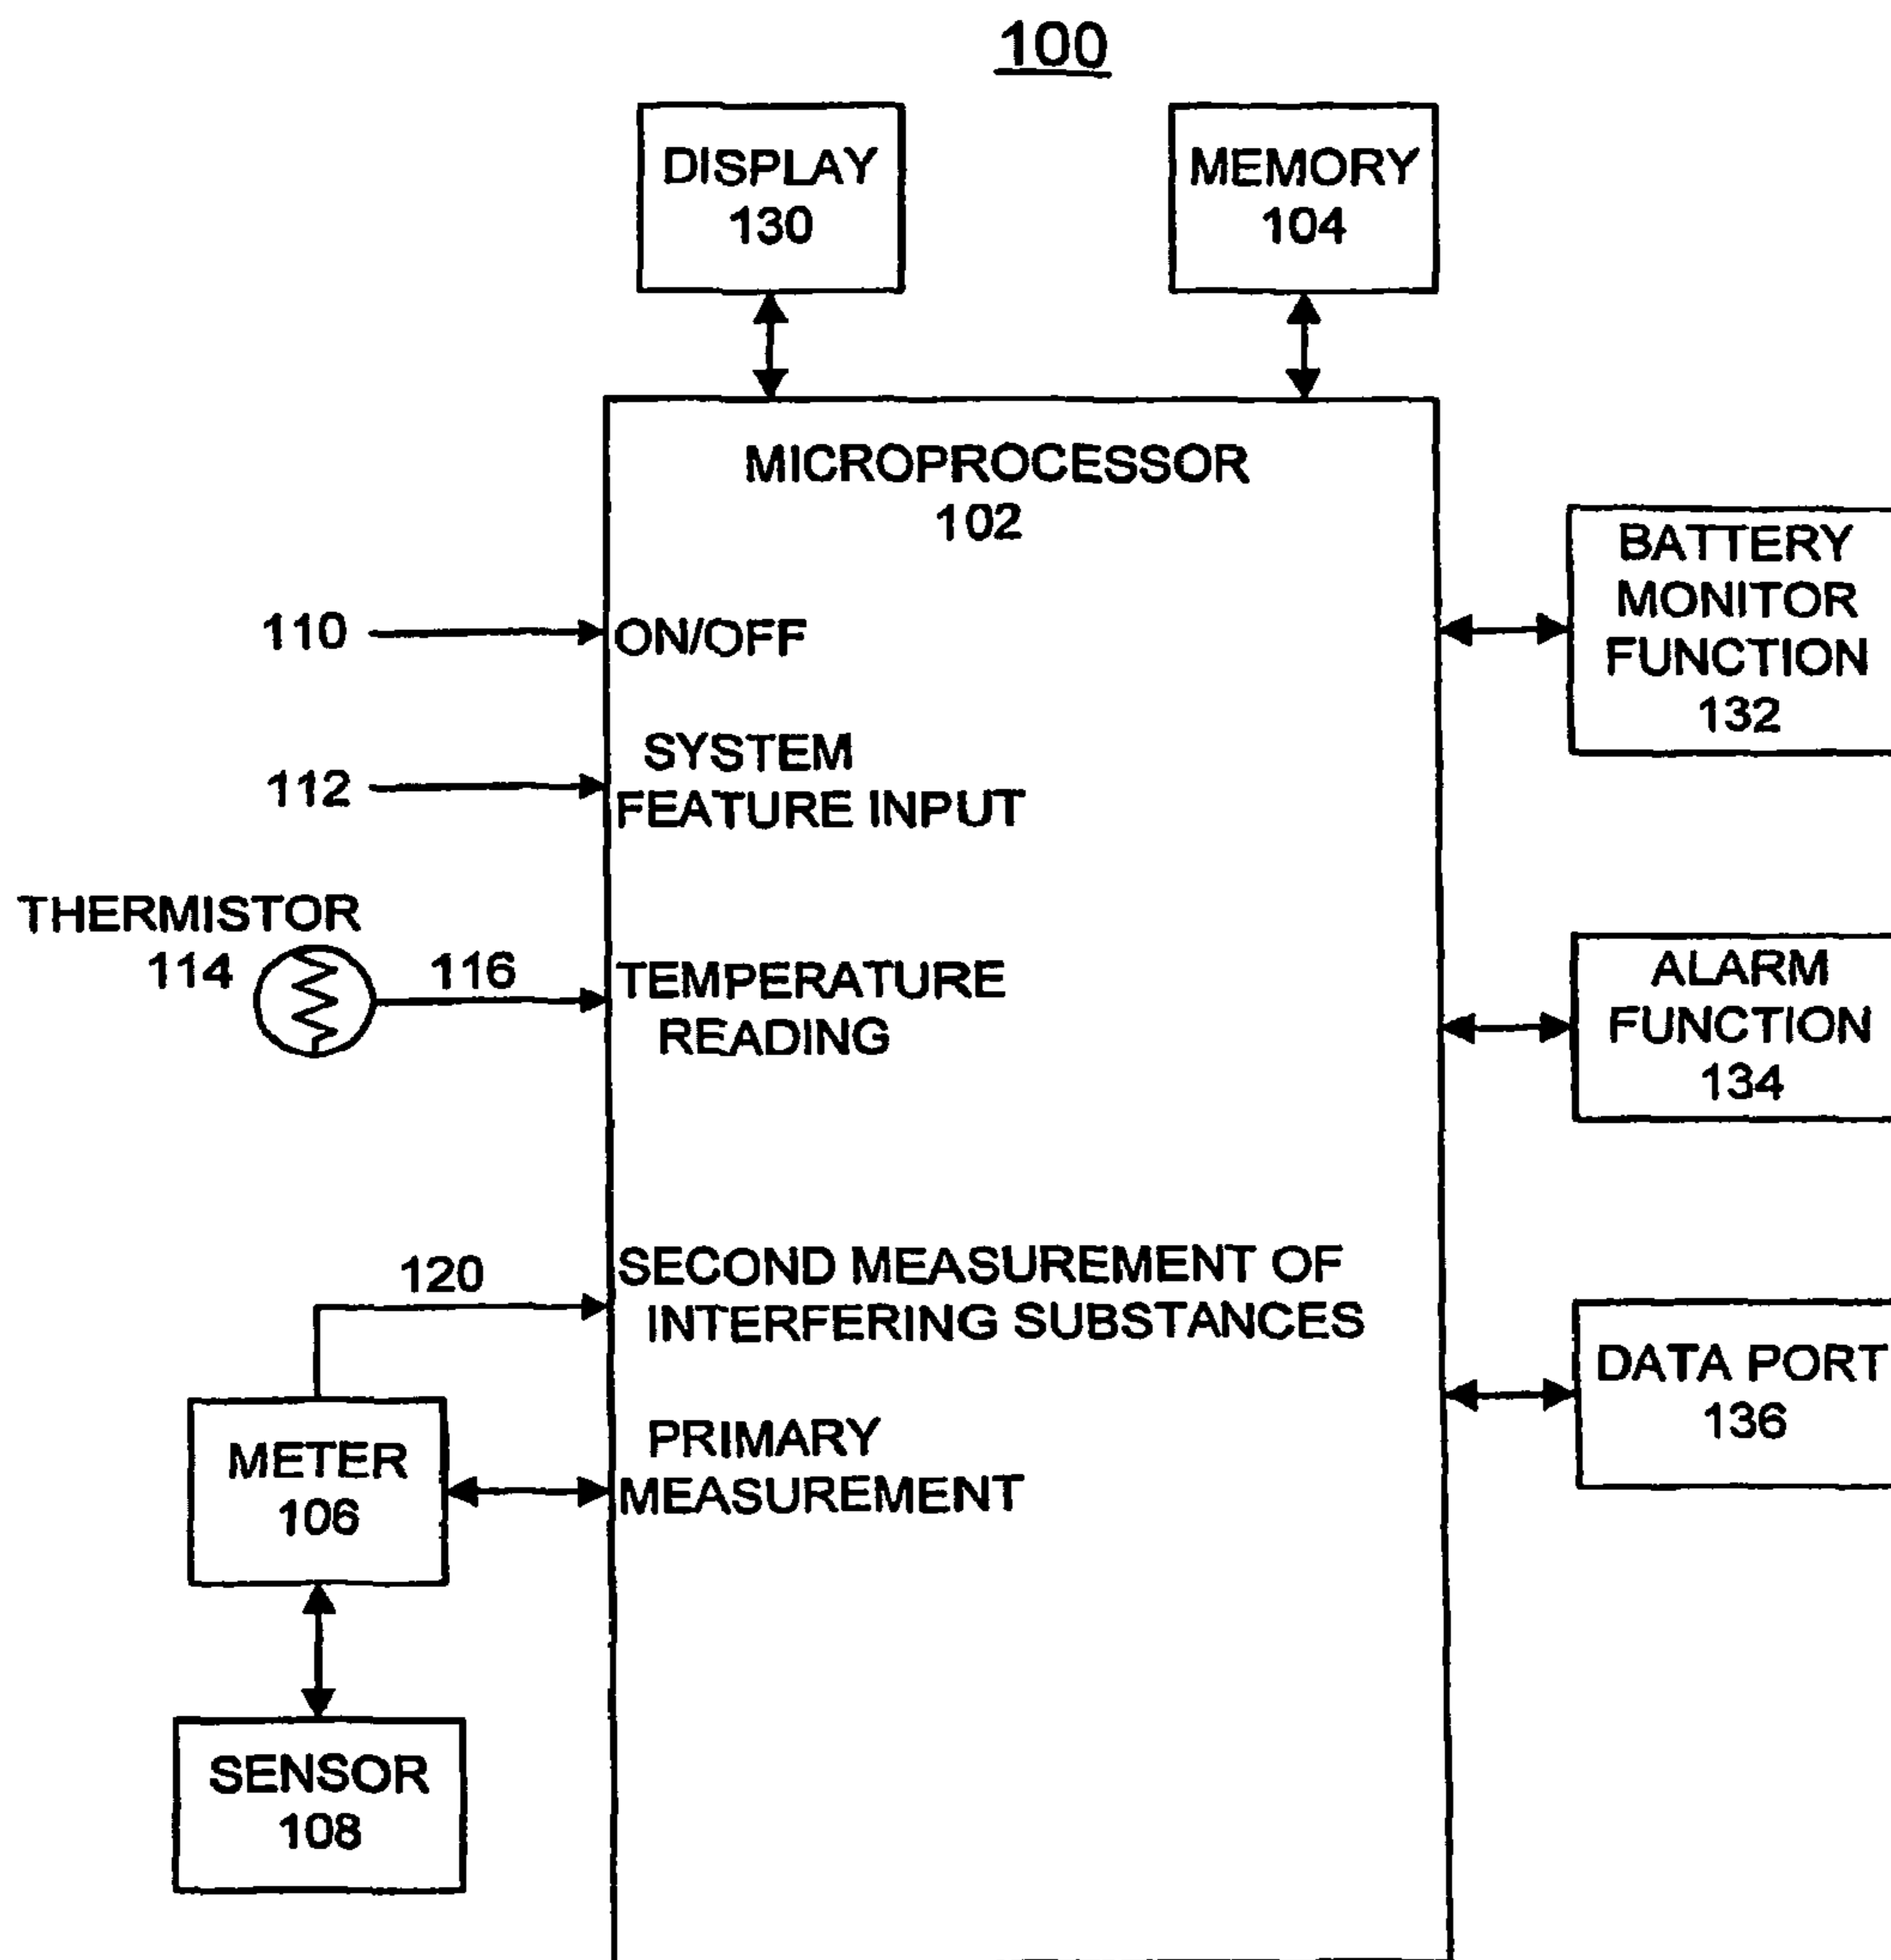 100
DISPLAY
130
MEMORY
104
MICROPROCESSOR
102
110
ON/OFF
112
SYSTEM
FEATURE INPUT
THERMISTOR
114
116
TEMPERATURE
READING
120
SECOND MEASUREMENT OF
INTERFERING SUBSTANCES
METER
106
PRIMARY
MEASUREMENT
SENSOR
108
BATTERY
MONITOR
FUNCTION
132
ALARM
FUNCTION
134
DATA PORT
136